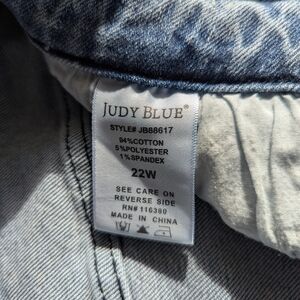 JUDY BLUE®
STYLE# JB88617
94%COTTON
5%POLYESTER
1%SPANDEX
22W
SEE CARE ON
REVERSE SIDE
RN# 116380
MADE IN CHINA